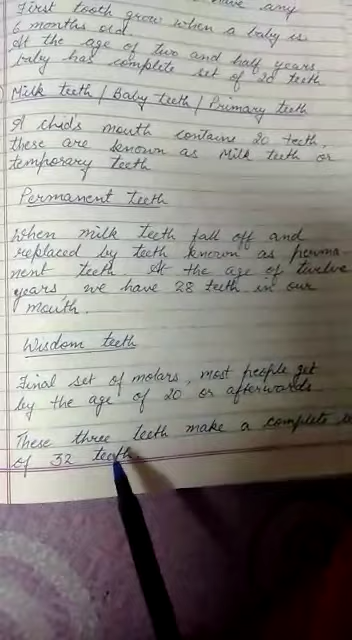 have any
First tooth grow when a baby is
6 months old.
At the age of two and half years,
baby has complete set of 20 teeth
Milk teeth / Baby teeth / Primary teeth
A chids mouth contains 20 teeth,
these are known as Milk teeth or
temporary teeth
Permanent teeth
When milk teeth fall off and
replaced by teeth known as perma-
nent teeth At the age of twelve
years, we have 28 teeth in our
mouth.
Wisdom teeth
Final set of molars, most people get
by the age of 20 or afterwards
These three teeth make a complete
of 32 teeth